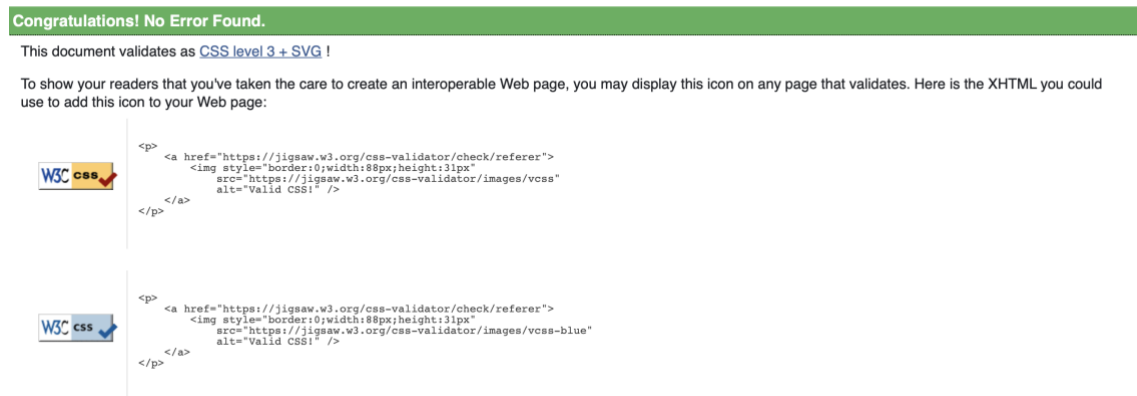 Congratulations! No Error Found.
This document validates as CSS level 3 + SVG !
To show your readers that you've taken the care to create an interoperable Web page, you may display this icon on any page that validates. Here is the XHTML you could
use to add this icon to your Web page:
W3C css
<p>
    <a href="https://jigsaw.w3.org/css-validator/check/referer">
        <img style="border:0;width:88px;height:31px"
            src="https://jigsaw.w3.org/css-validator/images/vcss"
            alt="Valid CSS!" />
    </a>
</p>
W3C css
<p>
    <a href="https://jigsaw.w3.org/css-validator/check/referer">
        <img style="border:0;width:88px;height:31px"
            src="https://jigsaw.w3.org/css-validator/images/vcss-blue"
            alt="Valid CSS!" />
    </a>
</p>